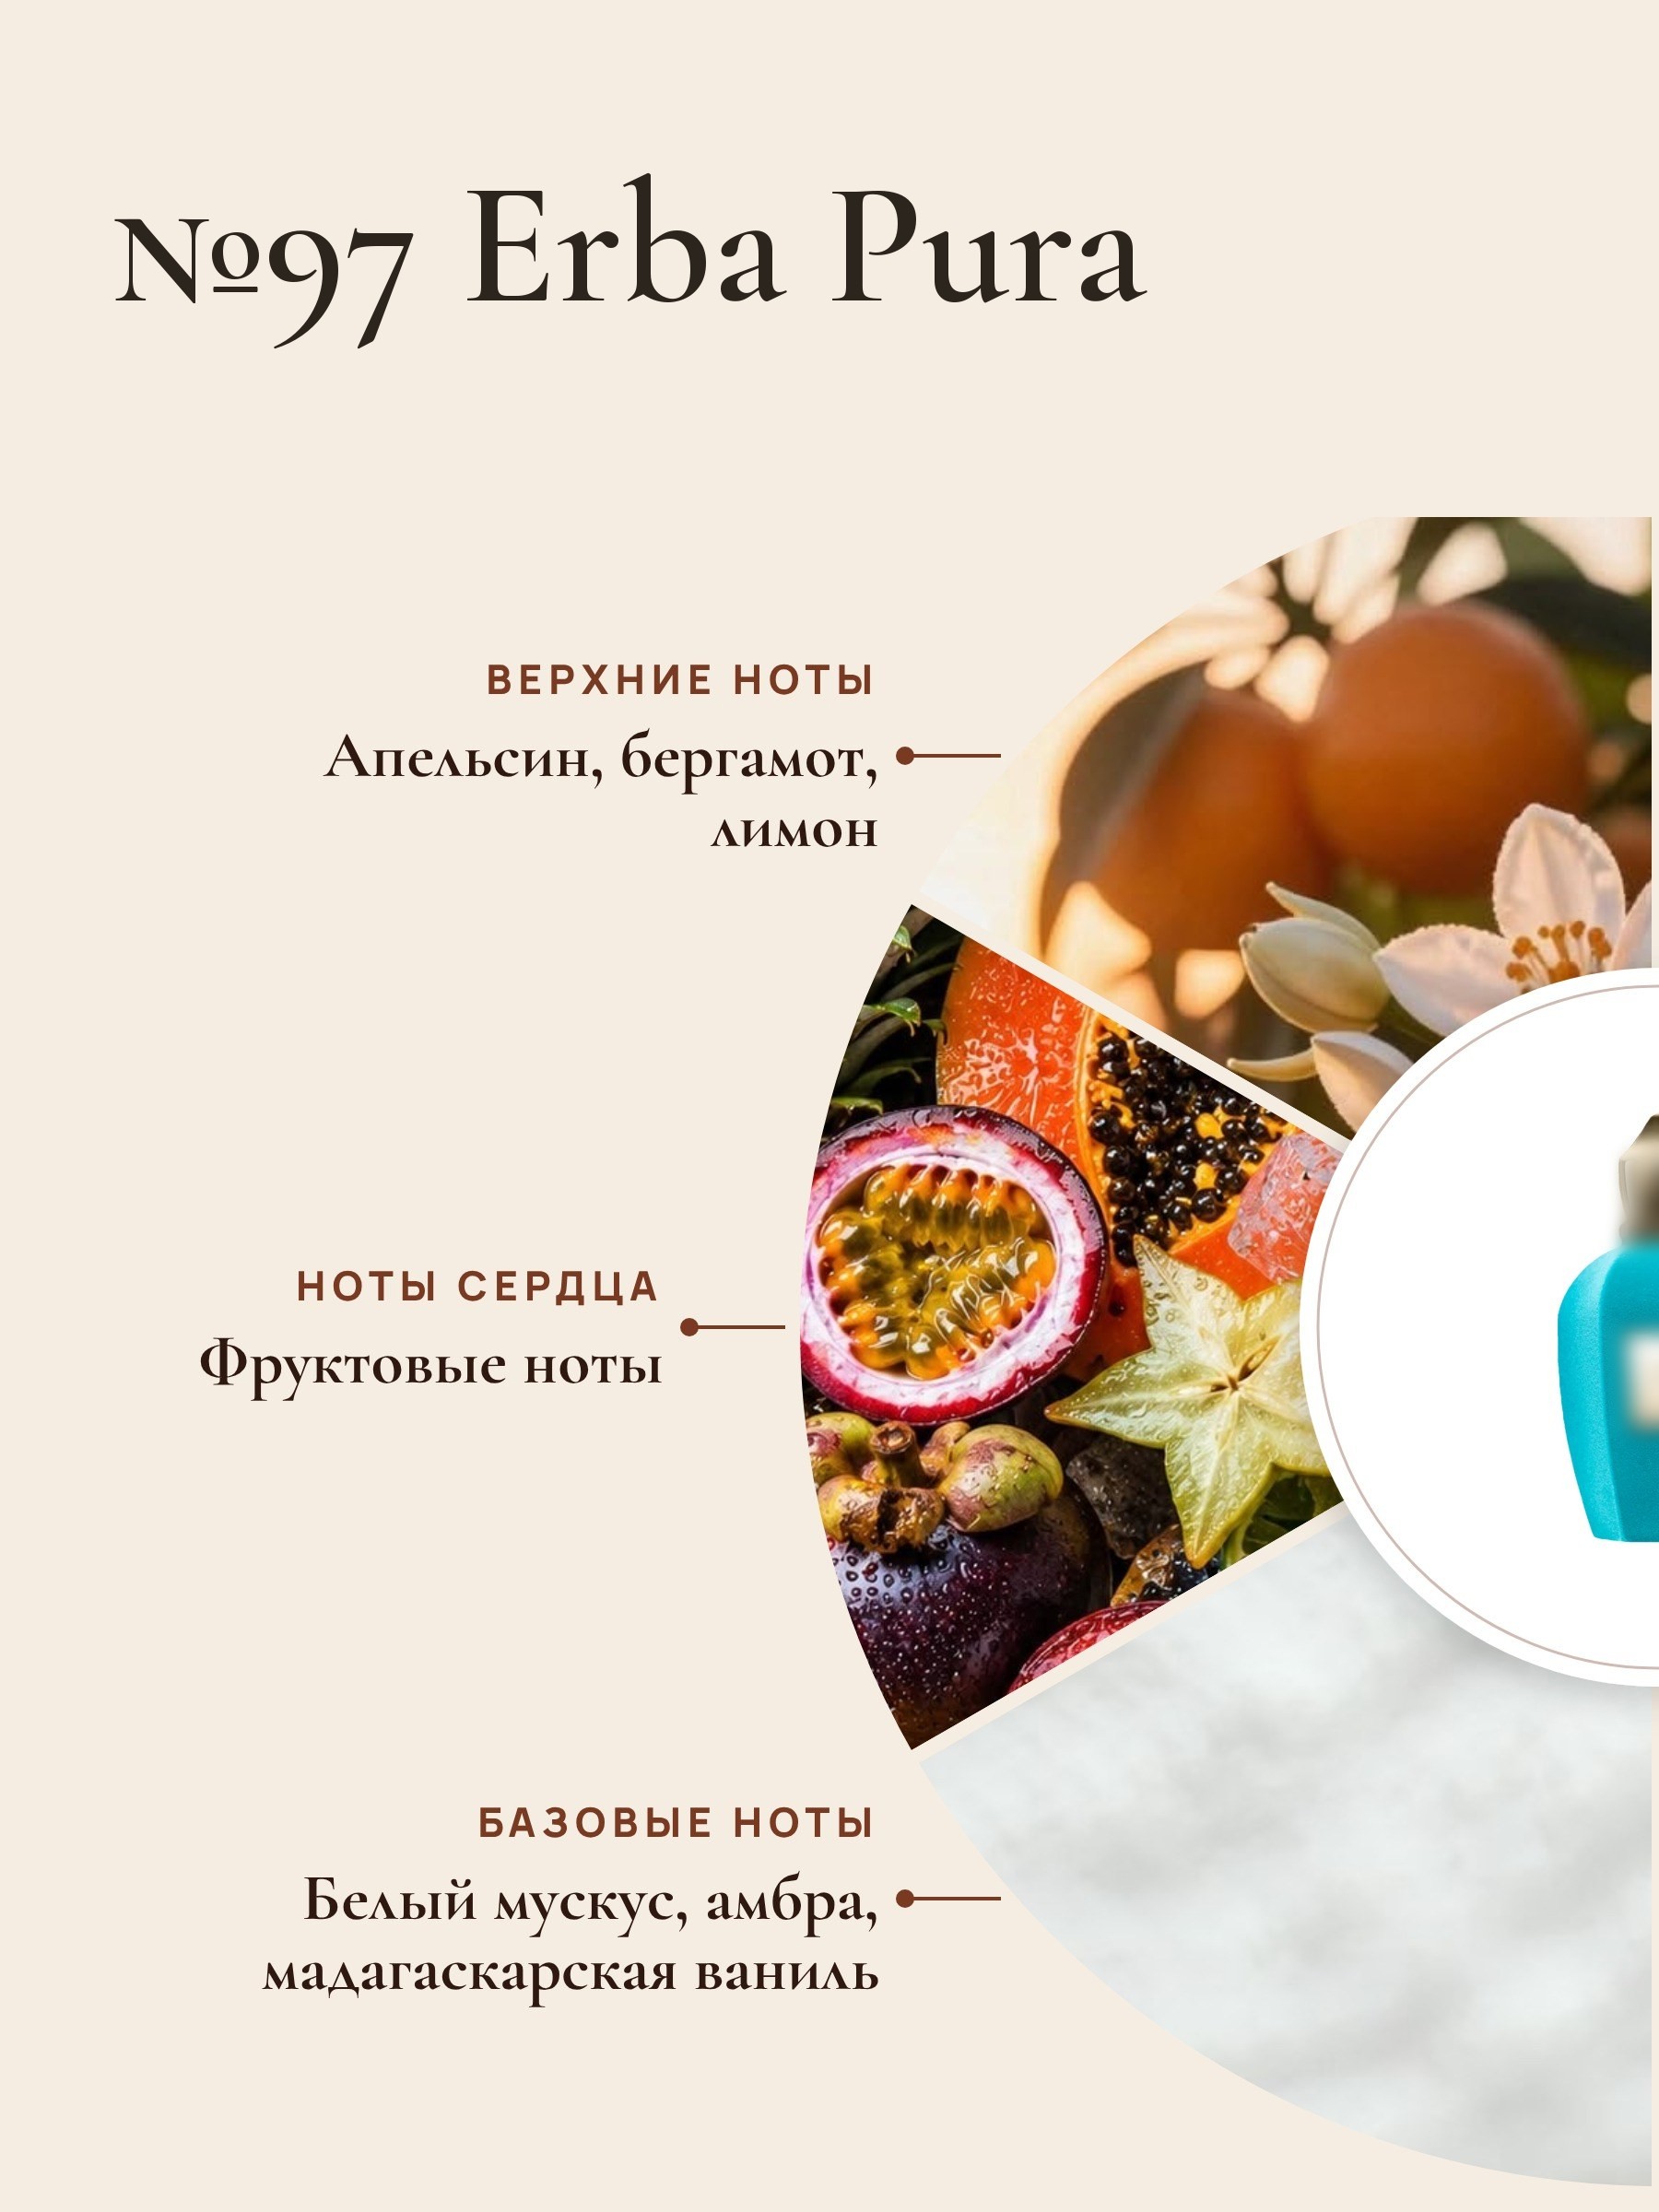 №97 Erba Pura
ВЕРХНИЕ НОТЫ
Апельсин, бергамот,
лимон
НОТЫ СЕРДЦА
Фруктовые ноты
БАЗОВЫЕ НОТЫ
Белый мускус, амбра,
мадагаскарская ваниль